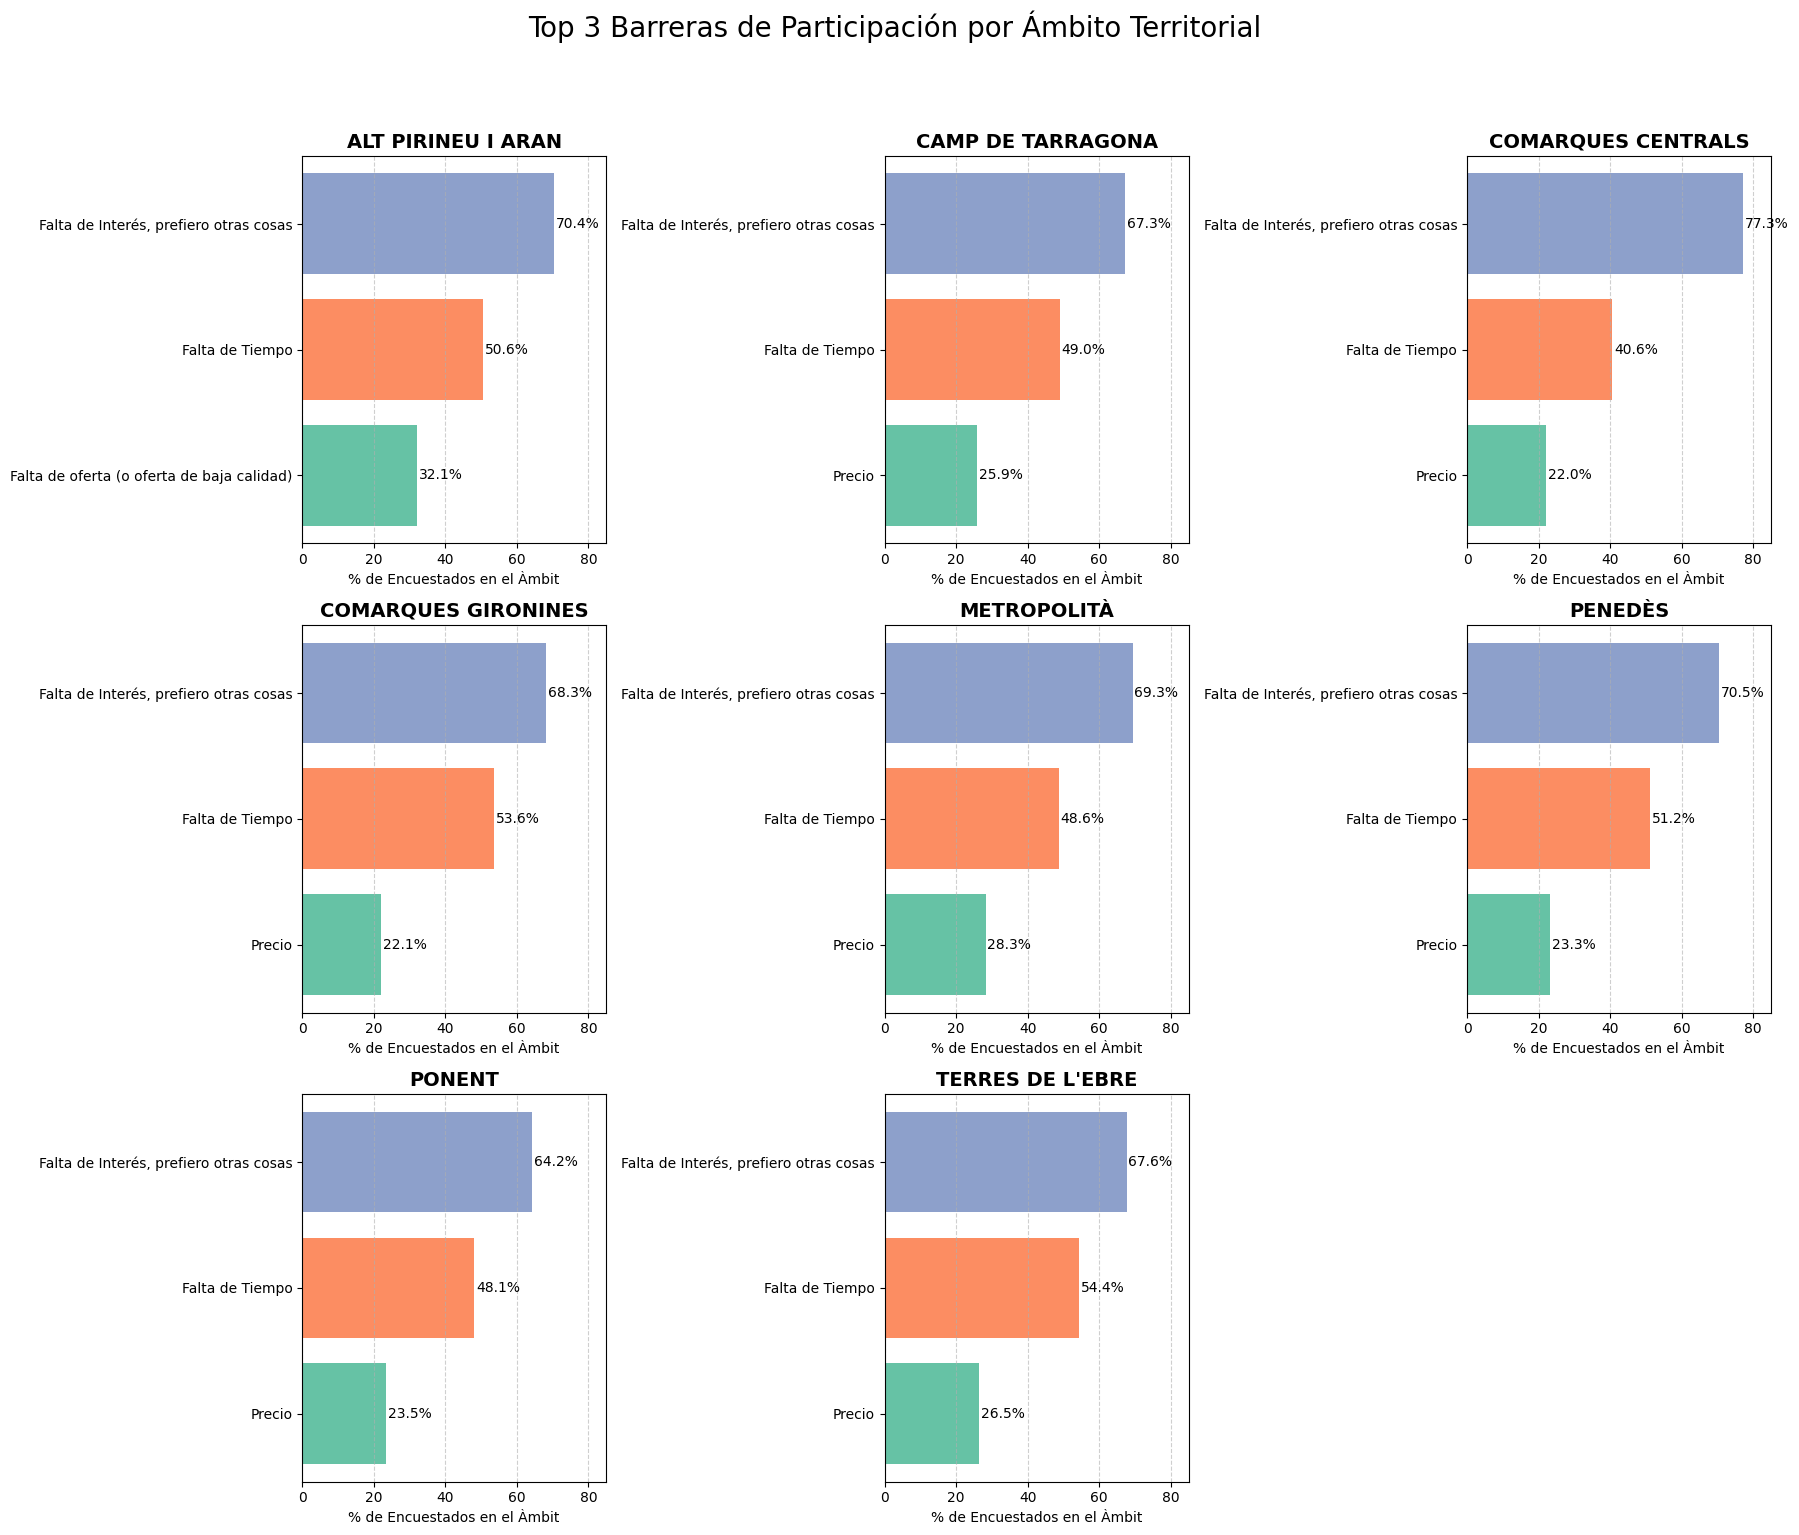 Top 3 Barreras de Participación por Ámbito Territorial
ALT PIRINEU I ARAN
Falta de Interés, prefiero otras cosas
70.4%
Falta de Tiempo
50.6%
Falta de oferta (o oferta de baja calidad)
32.1%
0 20 40 60 80
% de Encuestados en el Àmbit
CAMP DE TARRAGONA
Falta de Interés, prefiero otras cosas
67.3%
Falta de Tiempo
49.0%
Precio
25.9%
0 20 40 60 80
% de Encuestados en el Àmbit
COMARQUES CENTRALS
Falta de Interés, prefiero otras cosas
77.3%
Falta de Tiempo
40.6%
Precio
22.0%
0 20 40 60 80
% de Encuestados en el Àmbit
COMARQUES GIRONINES
Falta de Interés, prefiero otras cosas
68.3%
Falta de Tiempo
53.6%
Precio
22.1%
0 20 40 60 80
% de Encuestados en el Àmbit
METROPOLITÀ
Falta de Interés, prefiero otras cosas
69.3%
Falta de Tiempo
48.6%
Precio
28.3%
0 20 40 60 80
% de Encuestados en el Àmbit
PENEDÈS
Falta de Interés, prefiero otras cosas
70.5%
Falta de Tiempo
51.2%
Precio
23.3%
0 20 40 60 80
% de Encuestados en el Àmbit
PONENT
Falta de Interés, prefiero otras cosas
64.2%
Falta de Tiempo
48.1%
Precio
23.5%
0 20 40 60 80
% de Encuestados en el Àmbit
TERRES DE L'EBRE
Falta de Interés, prefiero otras cosas
67.6%
Falta de Tiempo
54.4%
Precio
26.5%
0 20 40 60 80
% de Encuestados en el Àmbit